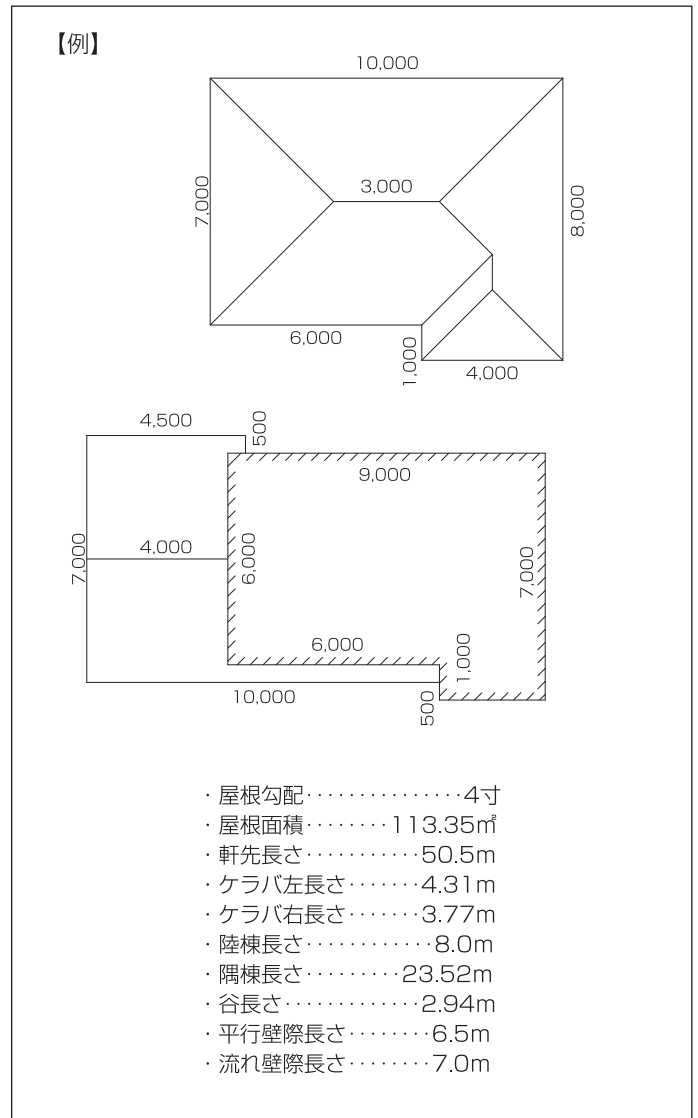 【例】
10,000
7,000
3,000
8,000
6,000
1,000
4,000
4,500
500
9,000
7,000
4,000
6,000
7,000
6,000
1,000
10,000
500
・屋根勾配・・・・・・・・・・・・・・・4寸
・屋根面積・・・・・・・・113.35㎡
・軒先長さ・・・・・・・・・・・50.5m
・ケラバ左長さ・・・・・・・4.31m
・ケラバ右長さ・・・・・・・3.77m
・陸棟長さ・・・・・・・・・・・・8.0m
・隅棟長さ・・・・・・・・・23.52m
・谷長さ・・・・・・・・・・・・・2.94m
・平行壁際長さ・・・・・・・・6.5m
・流れ壁際長さ・・・・・・・・7.0m